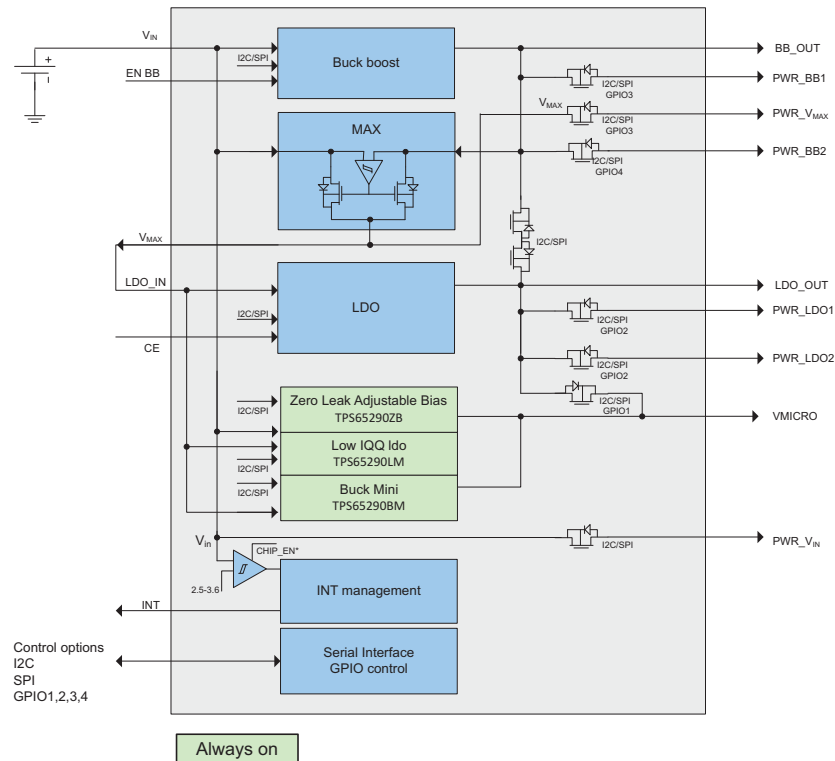 VIN
BB_OUT
I2C/SPI
Buck boost
EN BB
I2C/SPI
GPIO3
PWR_BB1
VMAX
MAX
I2C/SPI
GPIO3
PWR_VMAX
I2C/SPI
GPIO4
PWR_BB2
VMAX
I2C/SPI
LDO_IN
LDO
LDO_OUT
I2C/SPI
CE
I2C/SPI
GPIO2
PWR_LDO1
I2C/SPI
GPIO2
PWR_LDO2
Zero Leak Adjustable Bias
TPS65290ZB
I2C/SPI
I2C/SPI
GPIO1
VMICRO
Low IQQ ldo
TPS65290LM
I2C/SPI
I2C/SPI
Buck Mini
TPS65290BM
Vin
I2C/SPI
PWR_VIN
CHIP_EN*
2.5-3.6
INT management
INT
Control options
I2C
SPI
GPIO1,2,3,4
Serial Interface
GPIO control
Always on